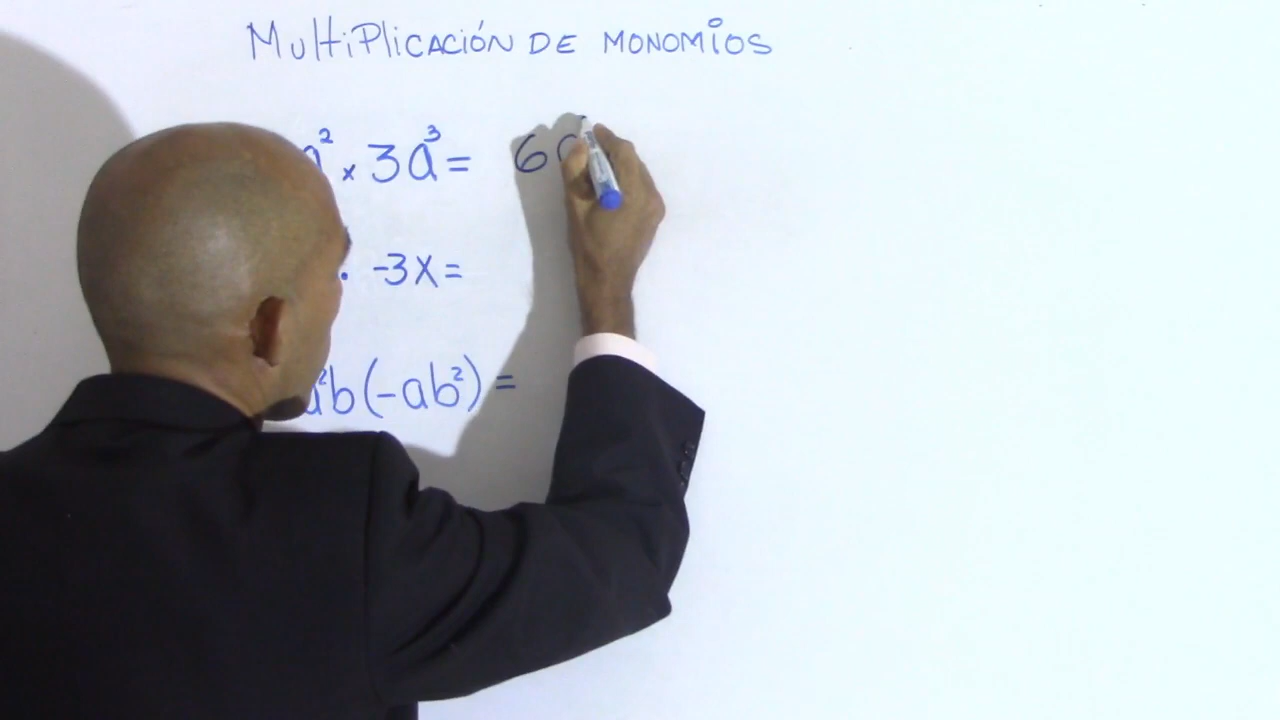 Multiplicación de monomios
a² × 3a³ = 6a
· -3x =
a²b(-ab²) =